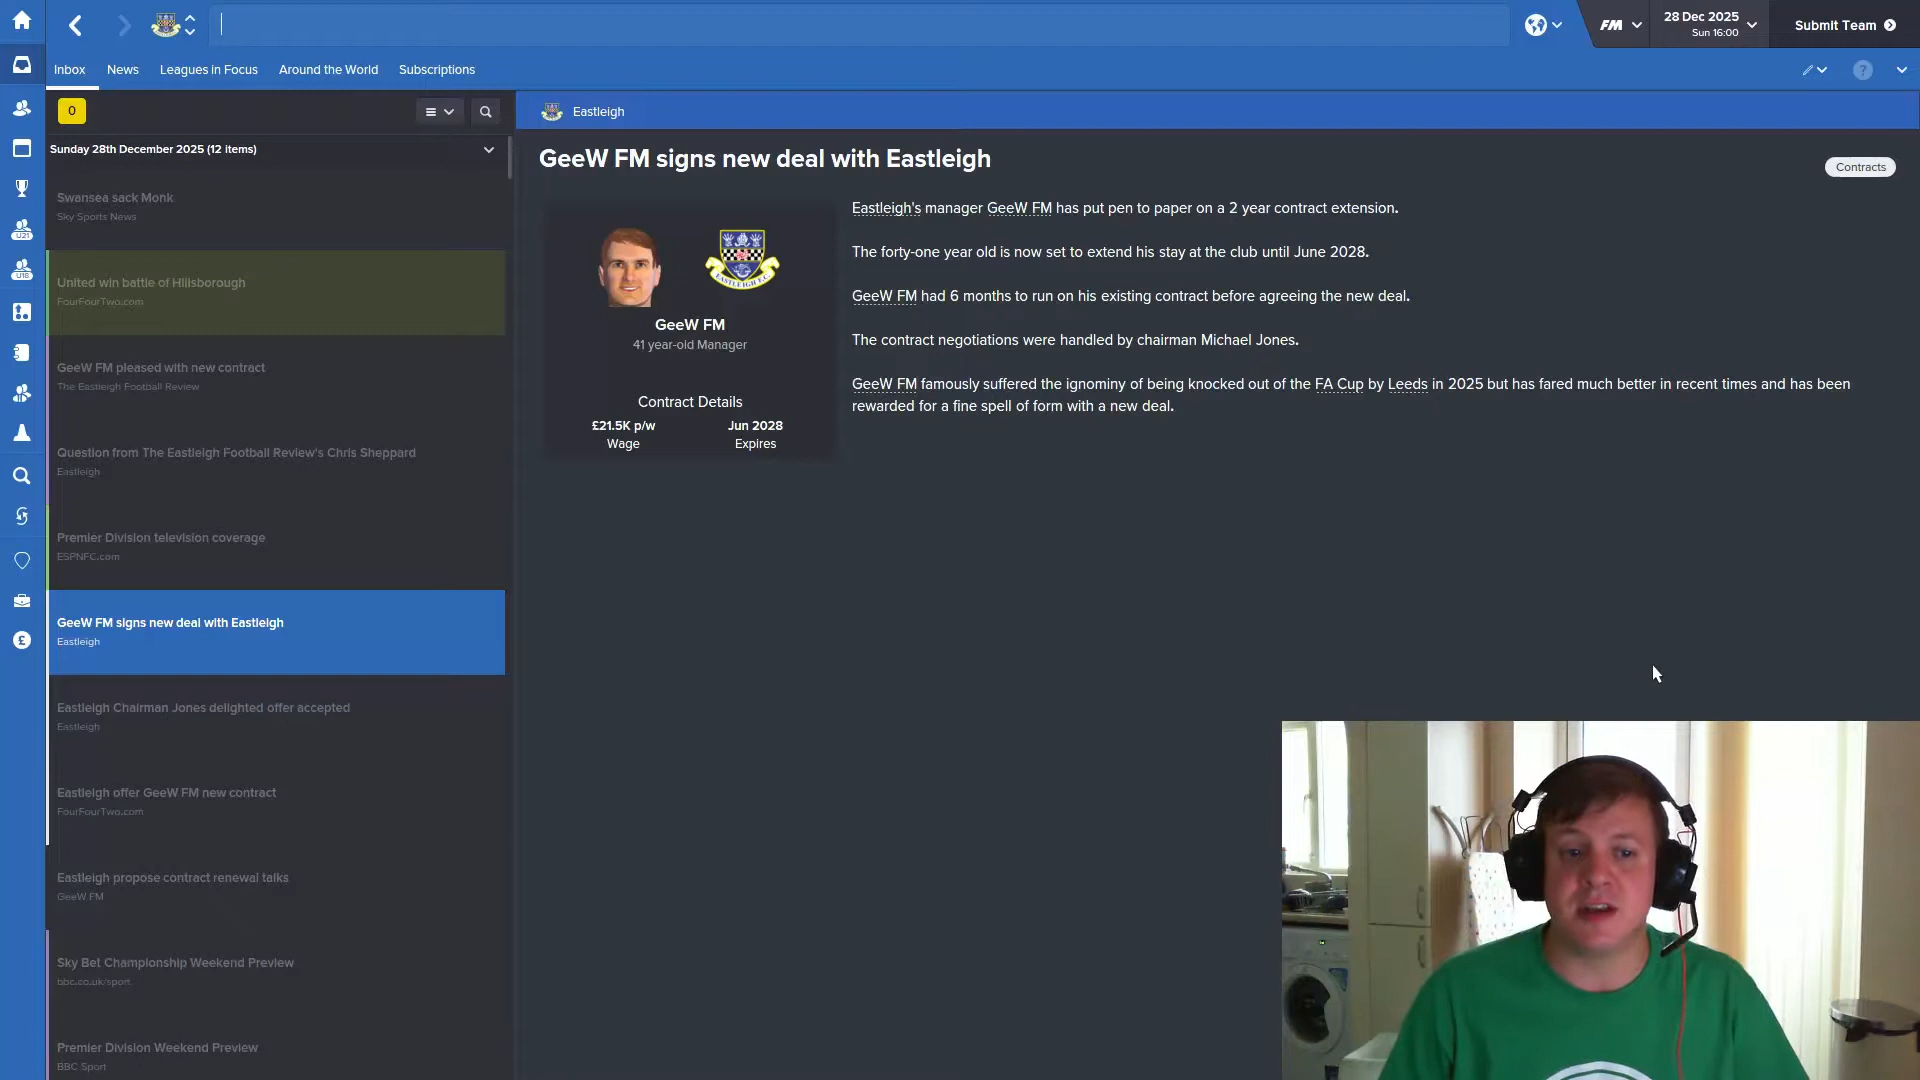 FM
28 Dec 2025
Sun 16:00
Submit Team
Inbox
News
Leagues in Focus
Around the World
Subscriptions
?
0
Sunday 28th December 2025 (12 items)
Swansea sack Monk
Sky Sports News
United win battle of Hillsborough
FourFourTwo.com
GeeW FM pleased with new contract
The Eastleigh Football Review
Question from The Eastleigh Football Review's Chris Sheppard
Eastleigh
Premier Division television coverage
ESPNFC.com
GeeW FM signs new deal with Eastleigh
Eastleigh
Eastleigh Chairman Jones delighted offer accepted
Eastleigh
Eastleigh offer GeeW FM new contract
FourFourTwo.com
Eastleigh propose contract renewal talks
GeeW FM
Sky Bet Championship Weekend Preview
bbc.co.uk/sport
Premier Division Weekend Preview
BBC Sport
U21
U18
£
Eastleigh
GeeW FM signs new deal with Eastleigh
Contracts
EASTLEIGH F.C.
GeeW FM
41 year-old Manager
Contract Details
£21.5K p/w
Jun 2028
Wage
Expires
Eastleigh's manager GeeW FM has put pen to paper on a 2 year contract extension.
The forty-one year old is now set to extend his stay at the club until June 2028.
GeeW FM had 6 months to run on his existing contract before agreeing the new deal.
The contract negotiations were handled by chairman Michael Jones.
GeeW FM famously suffered the ignominy of being knocked out of the FA Cup by Leeds in 2025 but has fared much better in recent times and has been
rewarded for a fine spell of form with a new deal.